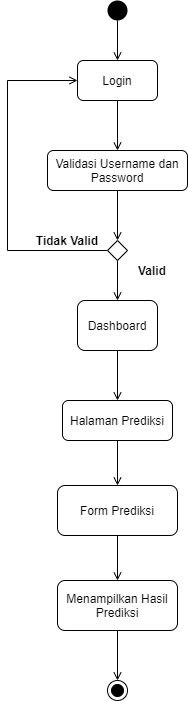 Login
Validasi Username dan
Password
Tidak Valid
Valid
Dashboard
Halaman Prediksi
Form Prediksi
Menampilkan Hasil
Prediksi